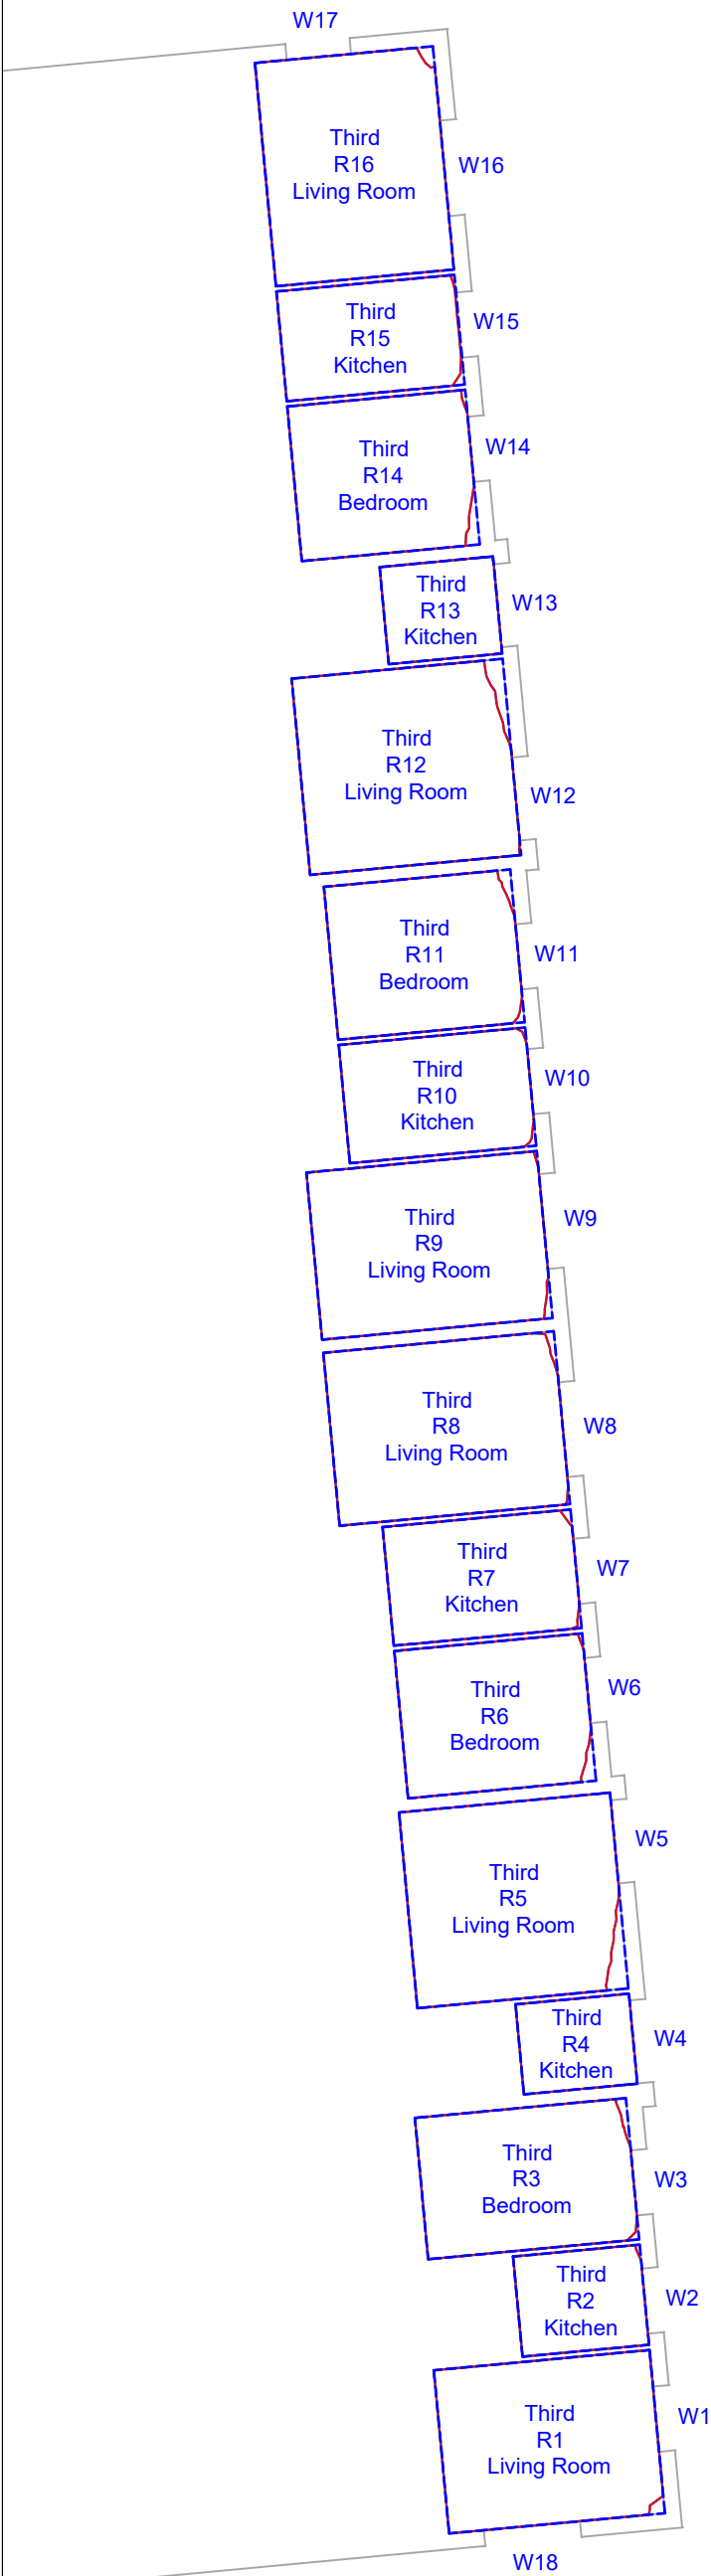 W17
Third
R16
Living Room
W16
Third
R15
Kitchen
W15
Third
R14
Bedroom
W14
Third
R13
Kitchen
W13
Third
R12
Living Room
W12
Third
R11
Bedroom
W11
Third
R10
Kitchen
W10
Third
R9
Living Room
W9
Third
R8
Living Room
W8
Third
R7
Kitchen
W7
Third
R6
Bedroom
W6
Third
R5
Living Room
W5
Third
R4
Kitchen
W4
Third
R3
Bedroom
W3
Third
R2
Kitchen
W2
Third
R1
Living Room
W1
W18